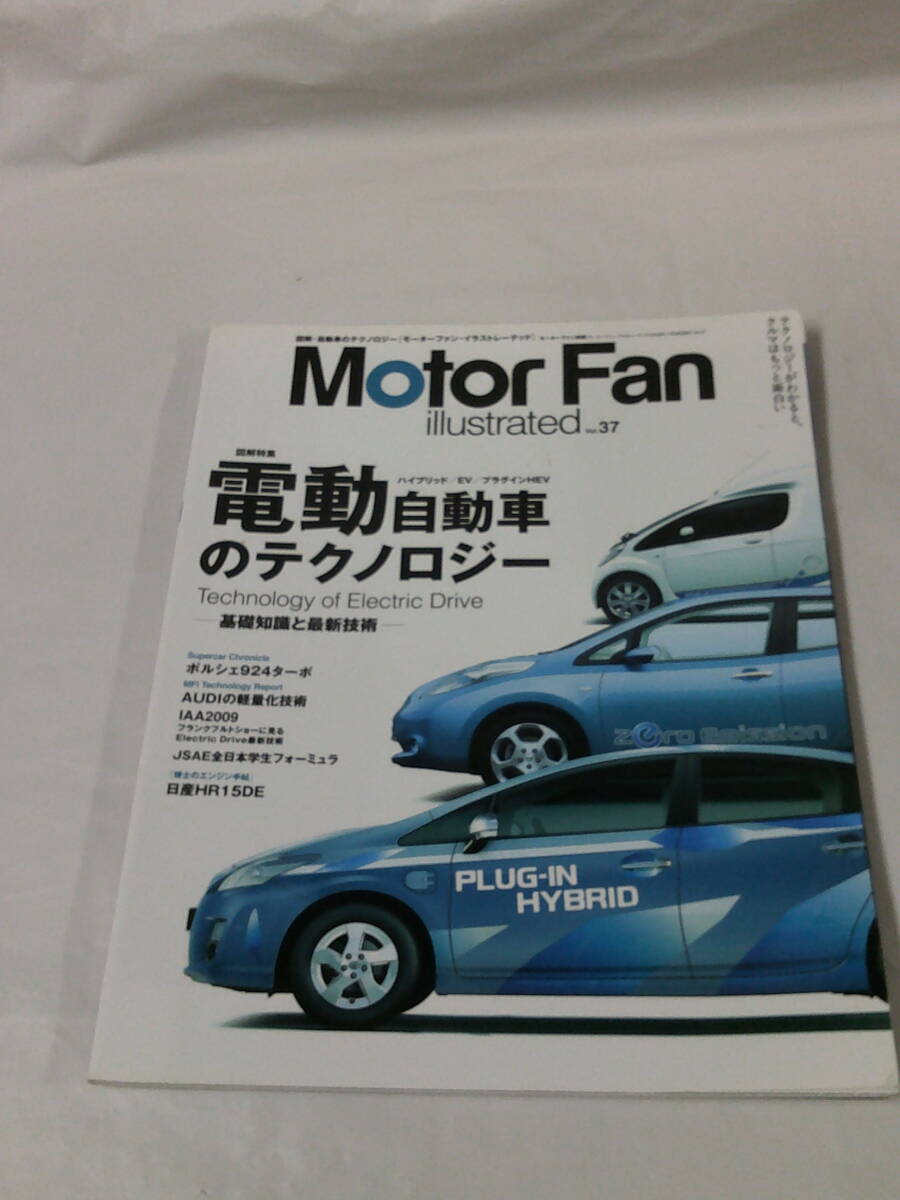 図解・自動車のテクノロジー[モーターファン・イラストレーテッド]
Motor Fan
illustrated Vol.37
テクノロジーがわかると、
クルマはもっと面白い
図解特集
ハイブリッド/EV/プラグインHEV
電動自動車
のテクノロジー
Technology of Electric Drive
基礎知識と最新技術
Supercar Chronicle
ポルシェ924ターボ
MFi Technology Report
AUDIの軽量化技術
IAA2009
フランクフルトショーに見る
Electric Drive最新技術
JSAE全日本学生フォーミュラ
[博士のエンジン手帖]
日産HR15DE
zero emission
PLUG-IN
HYBRID